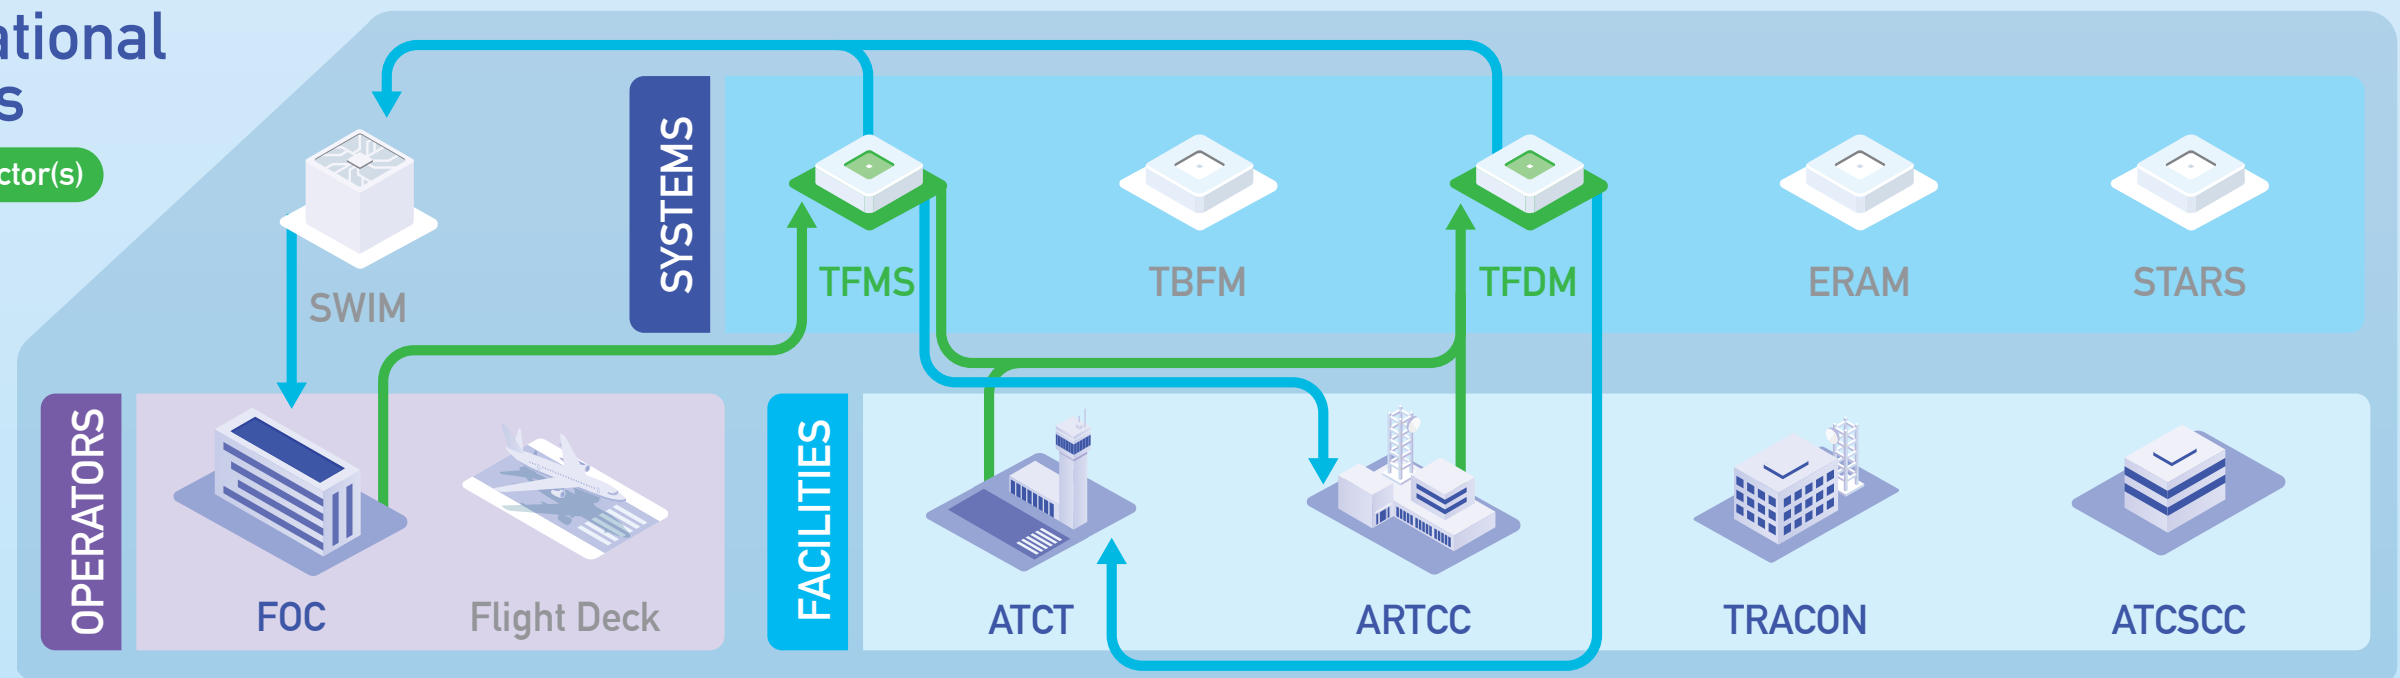 ational
s
ctor(s)
SYSTEMS
TFMS
TBFM
TFDM
ERAM
STARS
SWIM
OPERATORS
FOC
Flight Deck
FACILITIES
ATCT
ARTCC
TRACON
ATCSCC